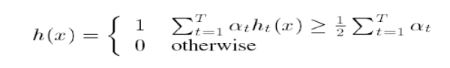 h(x) = { 1 ∑_{t=1}^{T} α_t h_t(x) ≥ 1/2 ∑_{t=1}^{T} α_t
0 otherwise